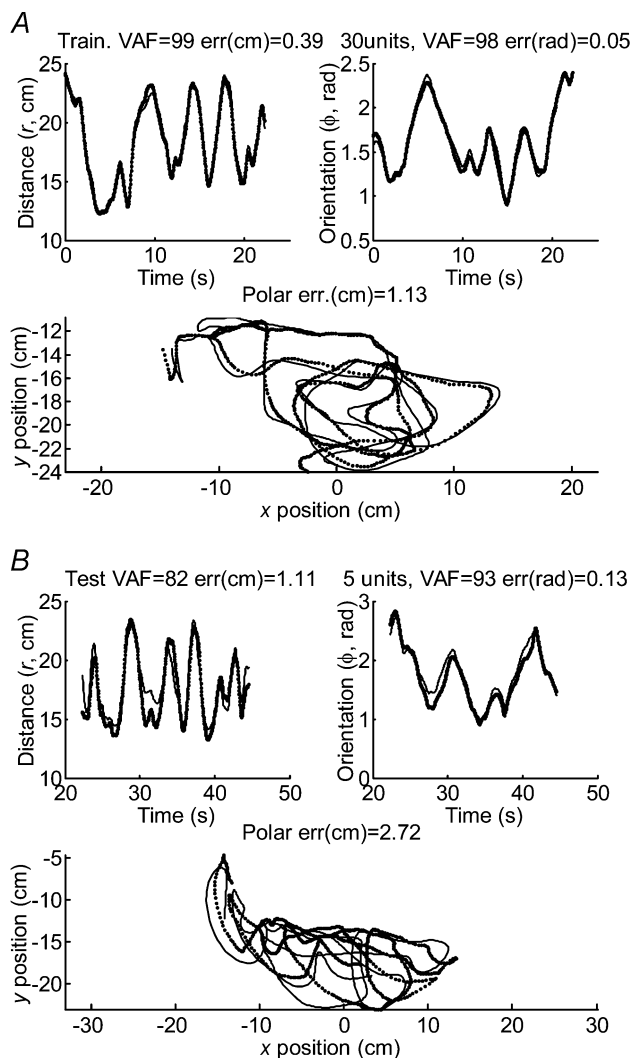 A
Train. VAF=99 err(cm)=0.39 30units, VAF=98 err(rad)=0.05
Distance (r, cm)
25
20
15
10
0 10 20
Time (s)
Orientation (ϕ, rad)
2.5
2
1.5
1
0.5
0 10 20
Time (s)
Polar err.(cm)=1.13
y position (cm)
-12
-14
-16
-18
-20
-22
-24
-20 -10 0 10 20
x position (cm)
B
Test VAF=82 err(cm)=1.11 5 units, VAF=93 err(rad)=0.13
Distance (r, cm)
25
20
15
10
20 30 40 50
Time (s)
Orientation (ϕ, rad)
3
2
1
0
20 30 40 50
Time (s)
Polar err(cm)=2.72
y position (cm)
-5
-10
-15
-20
-30 -20 -10 0 10 20 30
x position (cm)